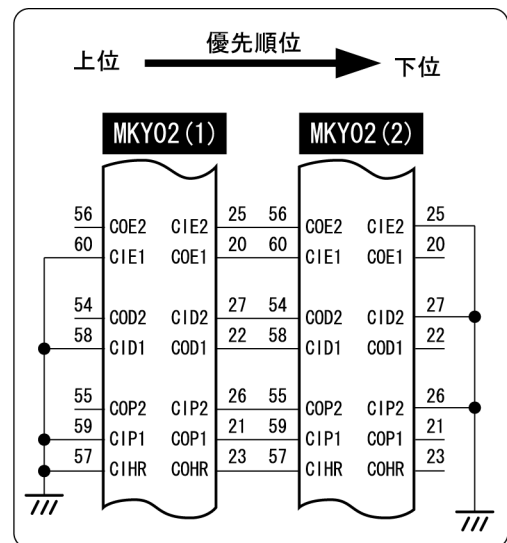 優先順位
上位 下位
MKY02(1) MKY02(2)
56 COE2 CIE2 25 56 COE2 CIE2 25
60 CIE1 COE1 20 60 CIE1 COE1 20
54 COD2 CID2 27 54 COD2 CID2 27
58 CID1 COD1 22 58 CID1 COD1 22
55 COP2 CIP2 26 55 COP2 CIP2 26
59 CIP1 COP1 21 59 CIP1 COP1 21
57 CIHR COHR 23 57 CIHR COHR 23